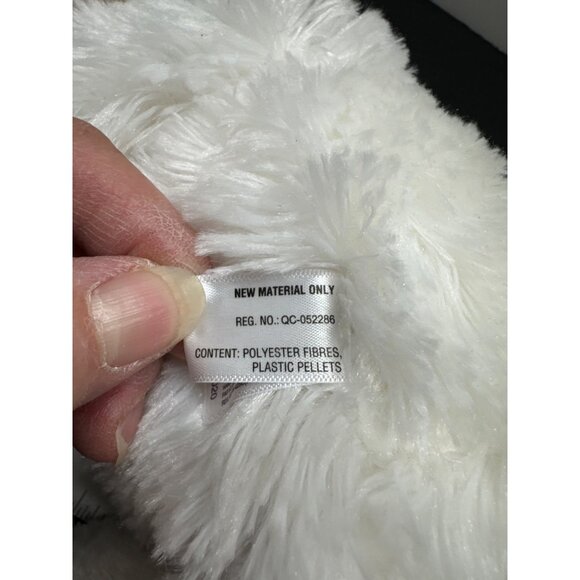 NEW MATERIAL ONLY
REG. NO.: QC-052286
CONTENT: POLYESTER FIBRES,
PLASTIC PELLETS